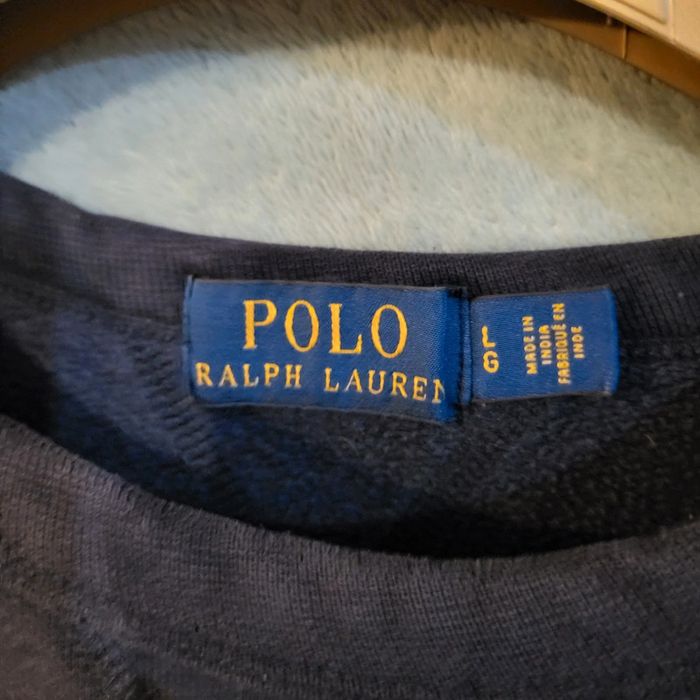 POLO
RALPH LAUREN
L
G
MADE IN
INDIA
FABRIQUÉ EN
INDE